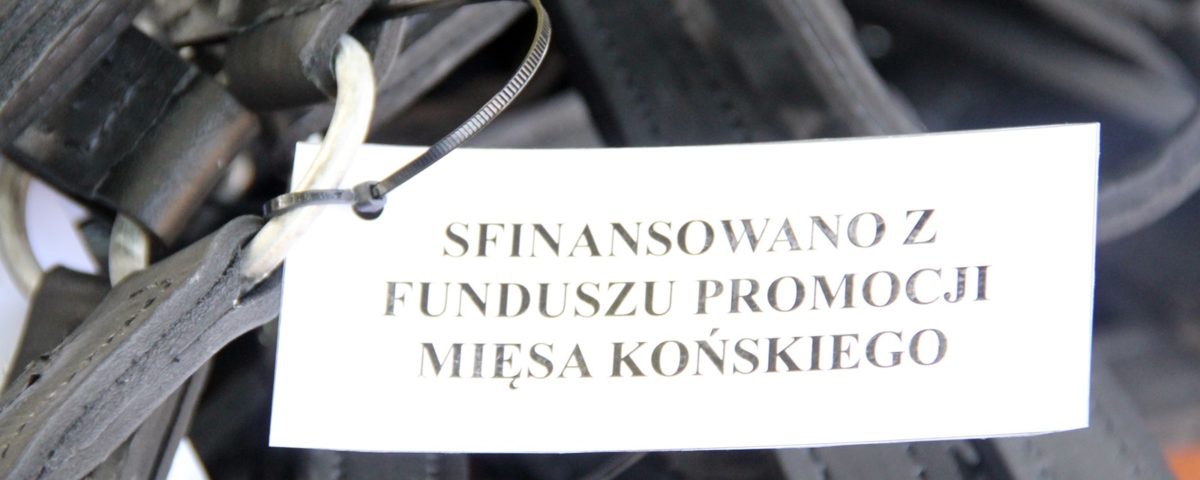 SFINANSOWANO Z
FUNDUSZU PROMOCJI
MIĘSA KOŃSKIEGO